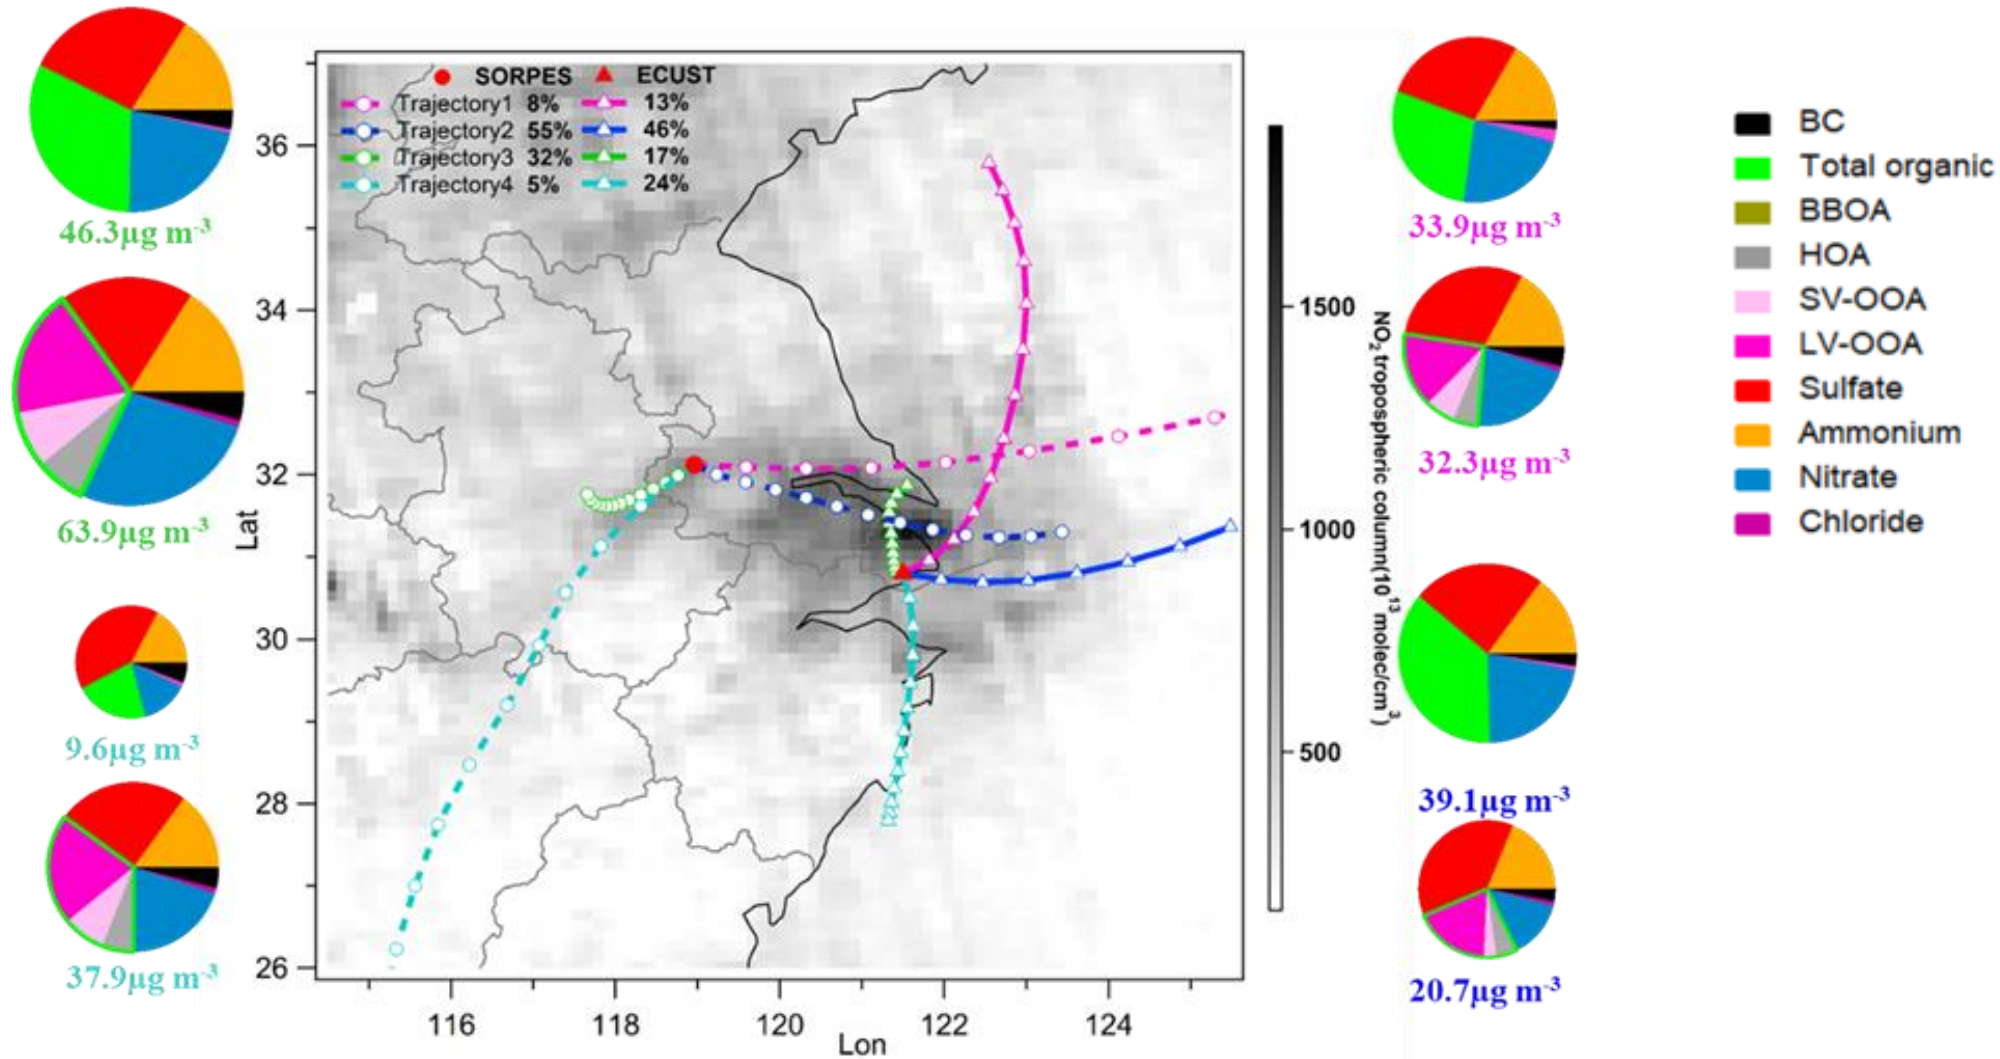 46.3μg m-3
63.9μg m-3
9.6μg m-3
37.9μg m-3
SORPES ECUST
Trajectory1 8% 13%
Trajectory2 55% 46%
Trajectory3 32% 17%
Trajectory4 5% 24%
36
34
32
30
28
26
Lat
116 118 120 122 124
Lon
1500
1000
500
NO2 tropospheric column(10^13 molec/cm^3)
33.9μg m-3
32.3μg m-3
39.1μg m-3
20.7μg m-3
BC
Total organic
BBOA
HOA
SV-OOA
LV-OOA
Sulfate
Ammonium
Nitrate
Chloride